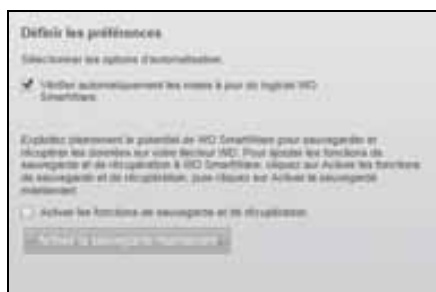 Définir les préférences
Sélectionner les options d'automatisation.
Vérifier automatiquement les mises à jour du logiciel WD
SmartWare.
Exploitez pleinement le potentiel de WD SmartWare pour sauvegarder et
récupérer les données sur votre lecteur WD. Pour ajouter les fonctions de
sauvegarde et de récupération à WD SmartWare, cliquez sur Activer les fonctions
de sauvegarde et de récupération, puis cliquez sur Activer la sauvegarde
maintenant.
Activer les fonctions de sauvegarde et de récupération.
Activer la sauvegarde maintenant